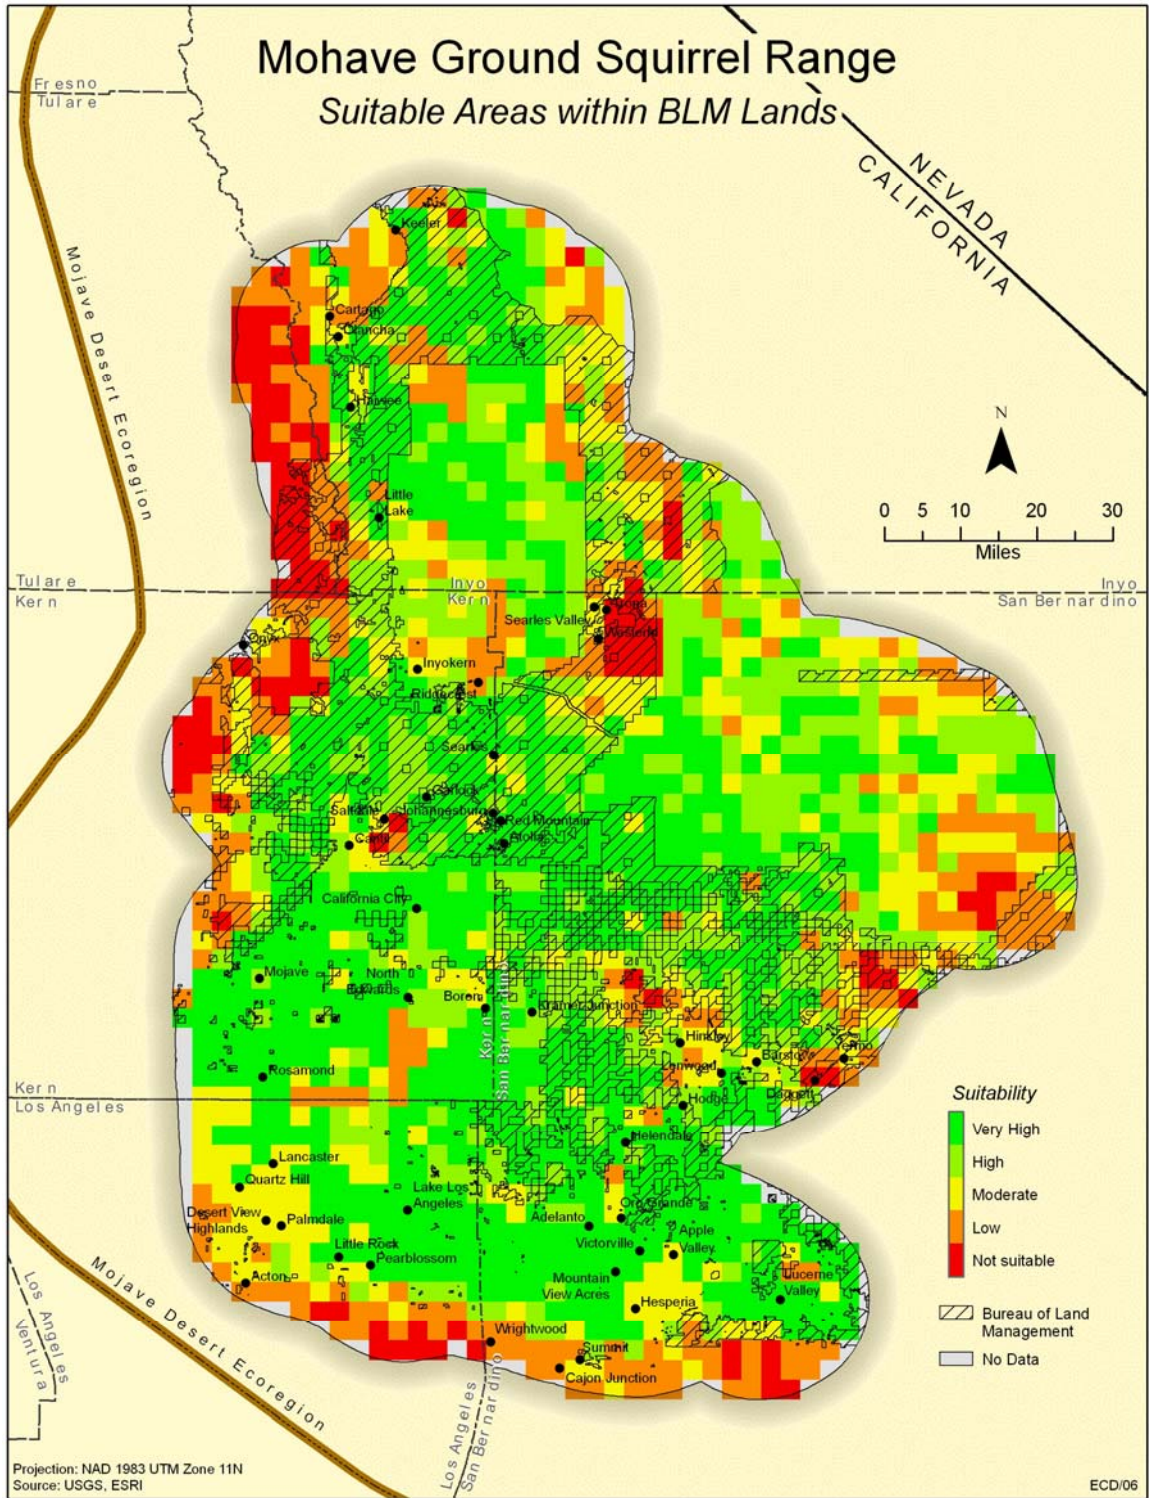 Mohave Ground Squirrel Range
Suitable Areas within BLM Lands
Fresno
Tulare
NEVADA
CALIFORNIA
Mojave Desert Ecoregion
Keeler
Cartago
Olancha
Haiwee
N
0 5 10 20 30
Miles
Little
Lake
Tulare
Kern
Inyo
Kern
Inyo
San Bernardino
Searles Valley
Westend
Onyx
Inyokern
Ridgecrest
Searles
Garlock
Saltdale
Johannesburg
Red Mountain
Atolia
Cantil
California City
Mojave
North
Edwards
Boron
Kramer Junction
Kern
San Bernardino
Hinkley
Barstow
Yermo
Lenwood
Daggett
Rosamond
Hodge
Kern
Los Angeles
Helendale
Lancaster
Quartz Hill
Lake Los
Angeles
Desert View
Highlands
Palmdale
Adelanto
Oro Grande
Apple
Valley
Victorville
Little Rock
Pearblossom
Acton
Mountain
View Acres
Lucerne
Valley
Hesperia
Wrightwood
Summit
Cajon Junction
Mojave Desert Ecoregion
Los Angeles
Ventura
Los Angeles
San Bernardino
Suitability
Very High
High
Moderate
Low
Not suitable
Bureau of Land
Management
No Data
Projection: NAD 1983 UTM Zone 11N
Source: USGS, ESRI
ECD/06